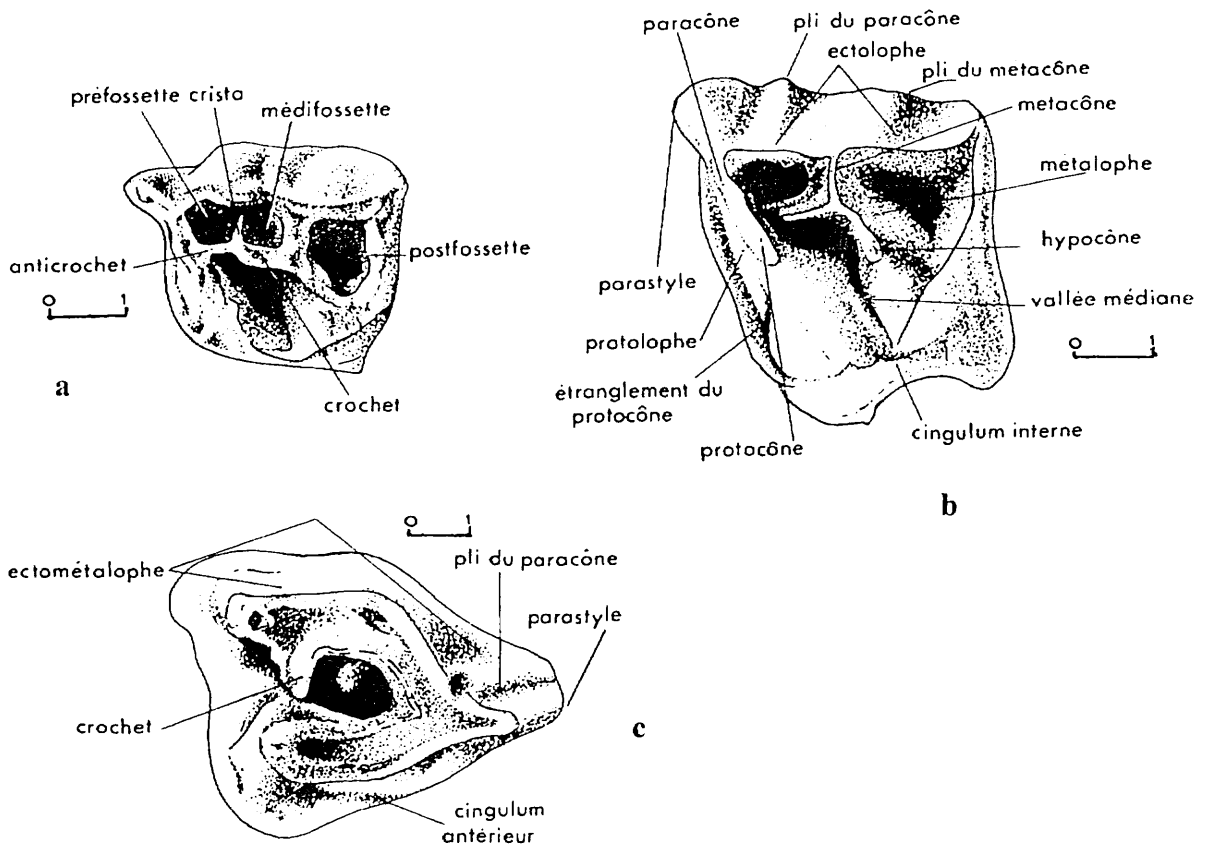 préfossette crista
médifossette
anticrochet
postfossette
0 1
crochet
a
paracône
pli du paracône
ectolophe
pli du metacône
metacône
métalophe
hypocône
vallée médiane
parastyle
protolophe
étranglement du
protocône
protocône
cingulum interne
0 1
b
0 1
ectométalophe
pli du paracône
parastyle
crochet
c
cingulum
antérieur